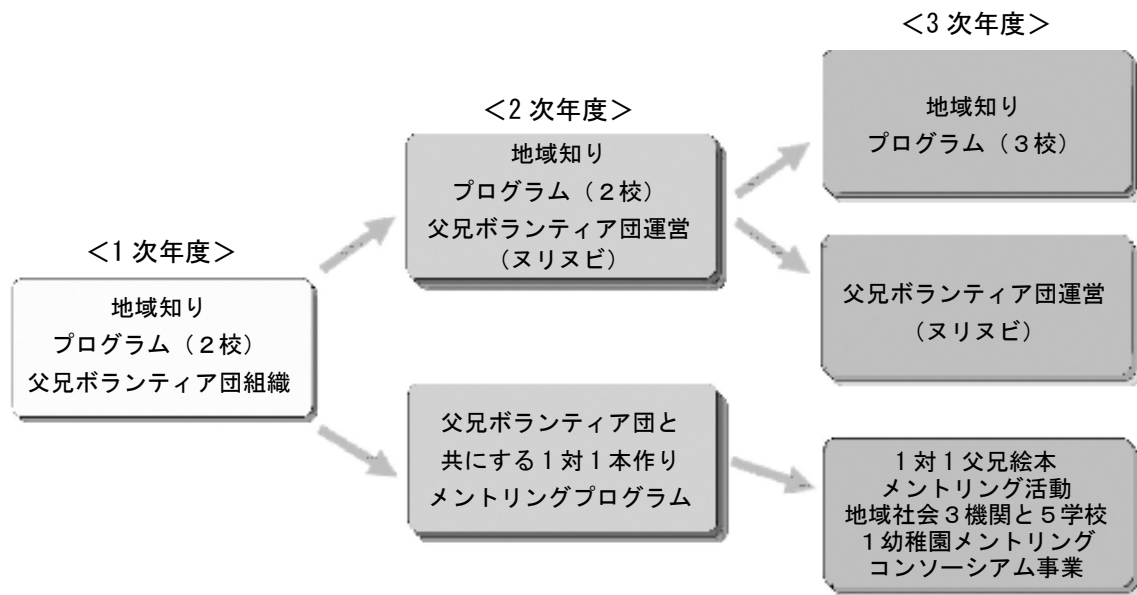 ＜1 次年度＞
地域知り
プログラム（２校）
父兄ボランティア団組織
＜2 次年度＞
地域知り
プログラム（２校）
父兄ボランティア団運営
（ヌリヌビ）
父兄ボランティア団と
共にする１対１本作り
メントリングプログラム
＜3 次年度＞
地域知り
プログラム（３校）
父兄ボランティア団運営
（ヌリヌビ）
１対１父兄絵本
メントリング活動
地域社会３機関と５学校
１幼稚園メントリング
コンソーシアム事業